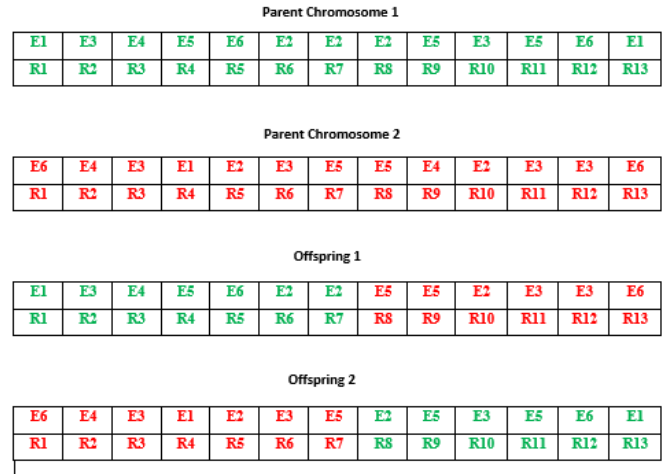 Parent Chromosome 1
E1 E3 E4 E5 E6 E2 E2 E2 E5 E3 E5 E6 E1
R1 R2 R3 R4 R5 R6 R7 R8 R9 R10 R11 R12 R13
Parent Chromosome 2
E6 E4 E3 E1 E2 E3 E5 E5 E4 E2 E3 E3 E6
R1 R2 R3 R4 R5 R6 R7 R8 R9 R10 R11 R12 R13
Offspring 1
E1 E3 E4 E5 E6 E2 E2 E5 E5 E2 E3 E3 E6
R1 R2 R3 R4 R5 R6 R7 R8 R9 R10 R11 R12 R13
Offspring 2
E6 E4 E3 E1 E2 E3 E5 E2 E5 E3 E5 E6 E1
R1 R2 R3 R4 R5 R6 R7 R8 R9 R10 R11 R12 R13